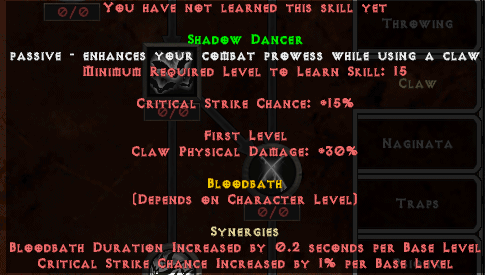 You have not learned this skill yet
0/0
Throwing
Shadow Dancer
passive - enhances your combat prowess while using a claw
Minimum Required Level to Learn Skill: 15
Claw
Critical Strike Chance: +15%
0/0
First Level
Claw Physical Damage: +30%
Naginata
Bloodbath
(Depends on Character Level)
Traps
0/0
Synergies
Bloodbath Duration Increased by 0.2 seconds per Base Level
Critical Strike Chance Increased by 1% per Base Level